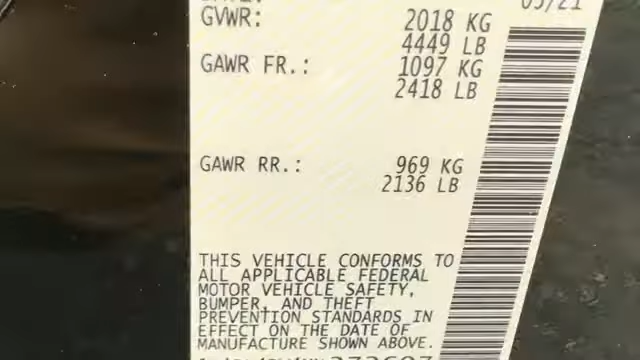 05/21
GVWR: 2018 KG
4449 LB
GAWR FR.: 1097 KG
2418 LB
GAWR RR.: 969 KG
2136 LB
THIS VEHICLE CONFORMS TO
ALL APPLICABLE FEDERAL
MOTOR VEHICLE SAFETY,
BUMPER, AND THEFT
PREVENTION STANDARDS IN
EFFECT ON THE DATE OF
MANUFACTURE SHOWN ABOVE.